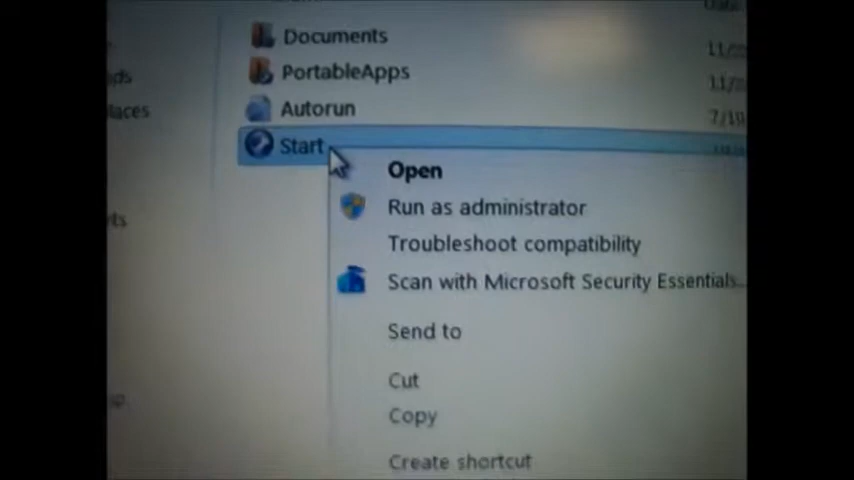 Documents
PortableApps
Autorun
Start
Open
Run as administrator
Troubleshoot compatibility
Scan with Microsoft Security Essentials...
Send to
Cut
Copy
Create shortcut